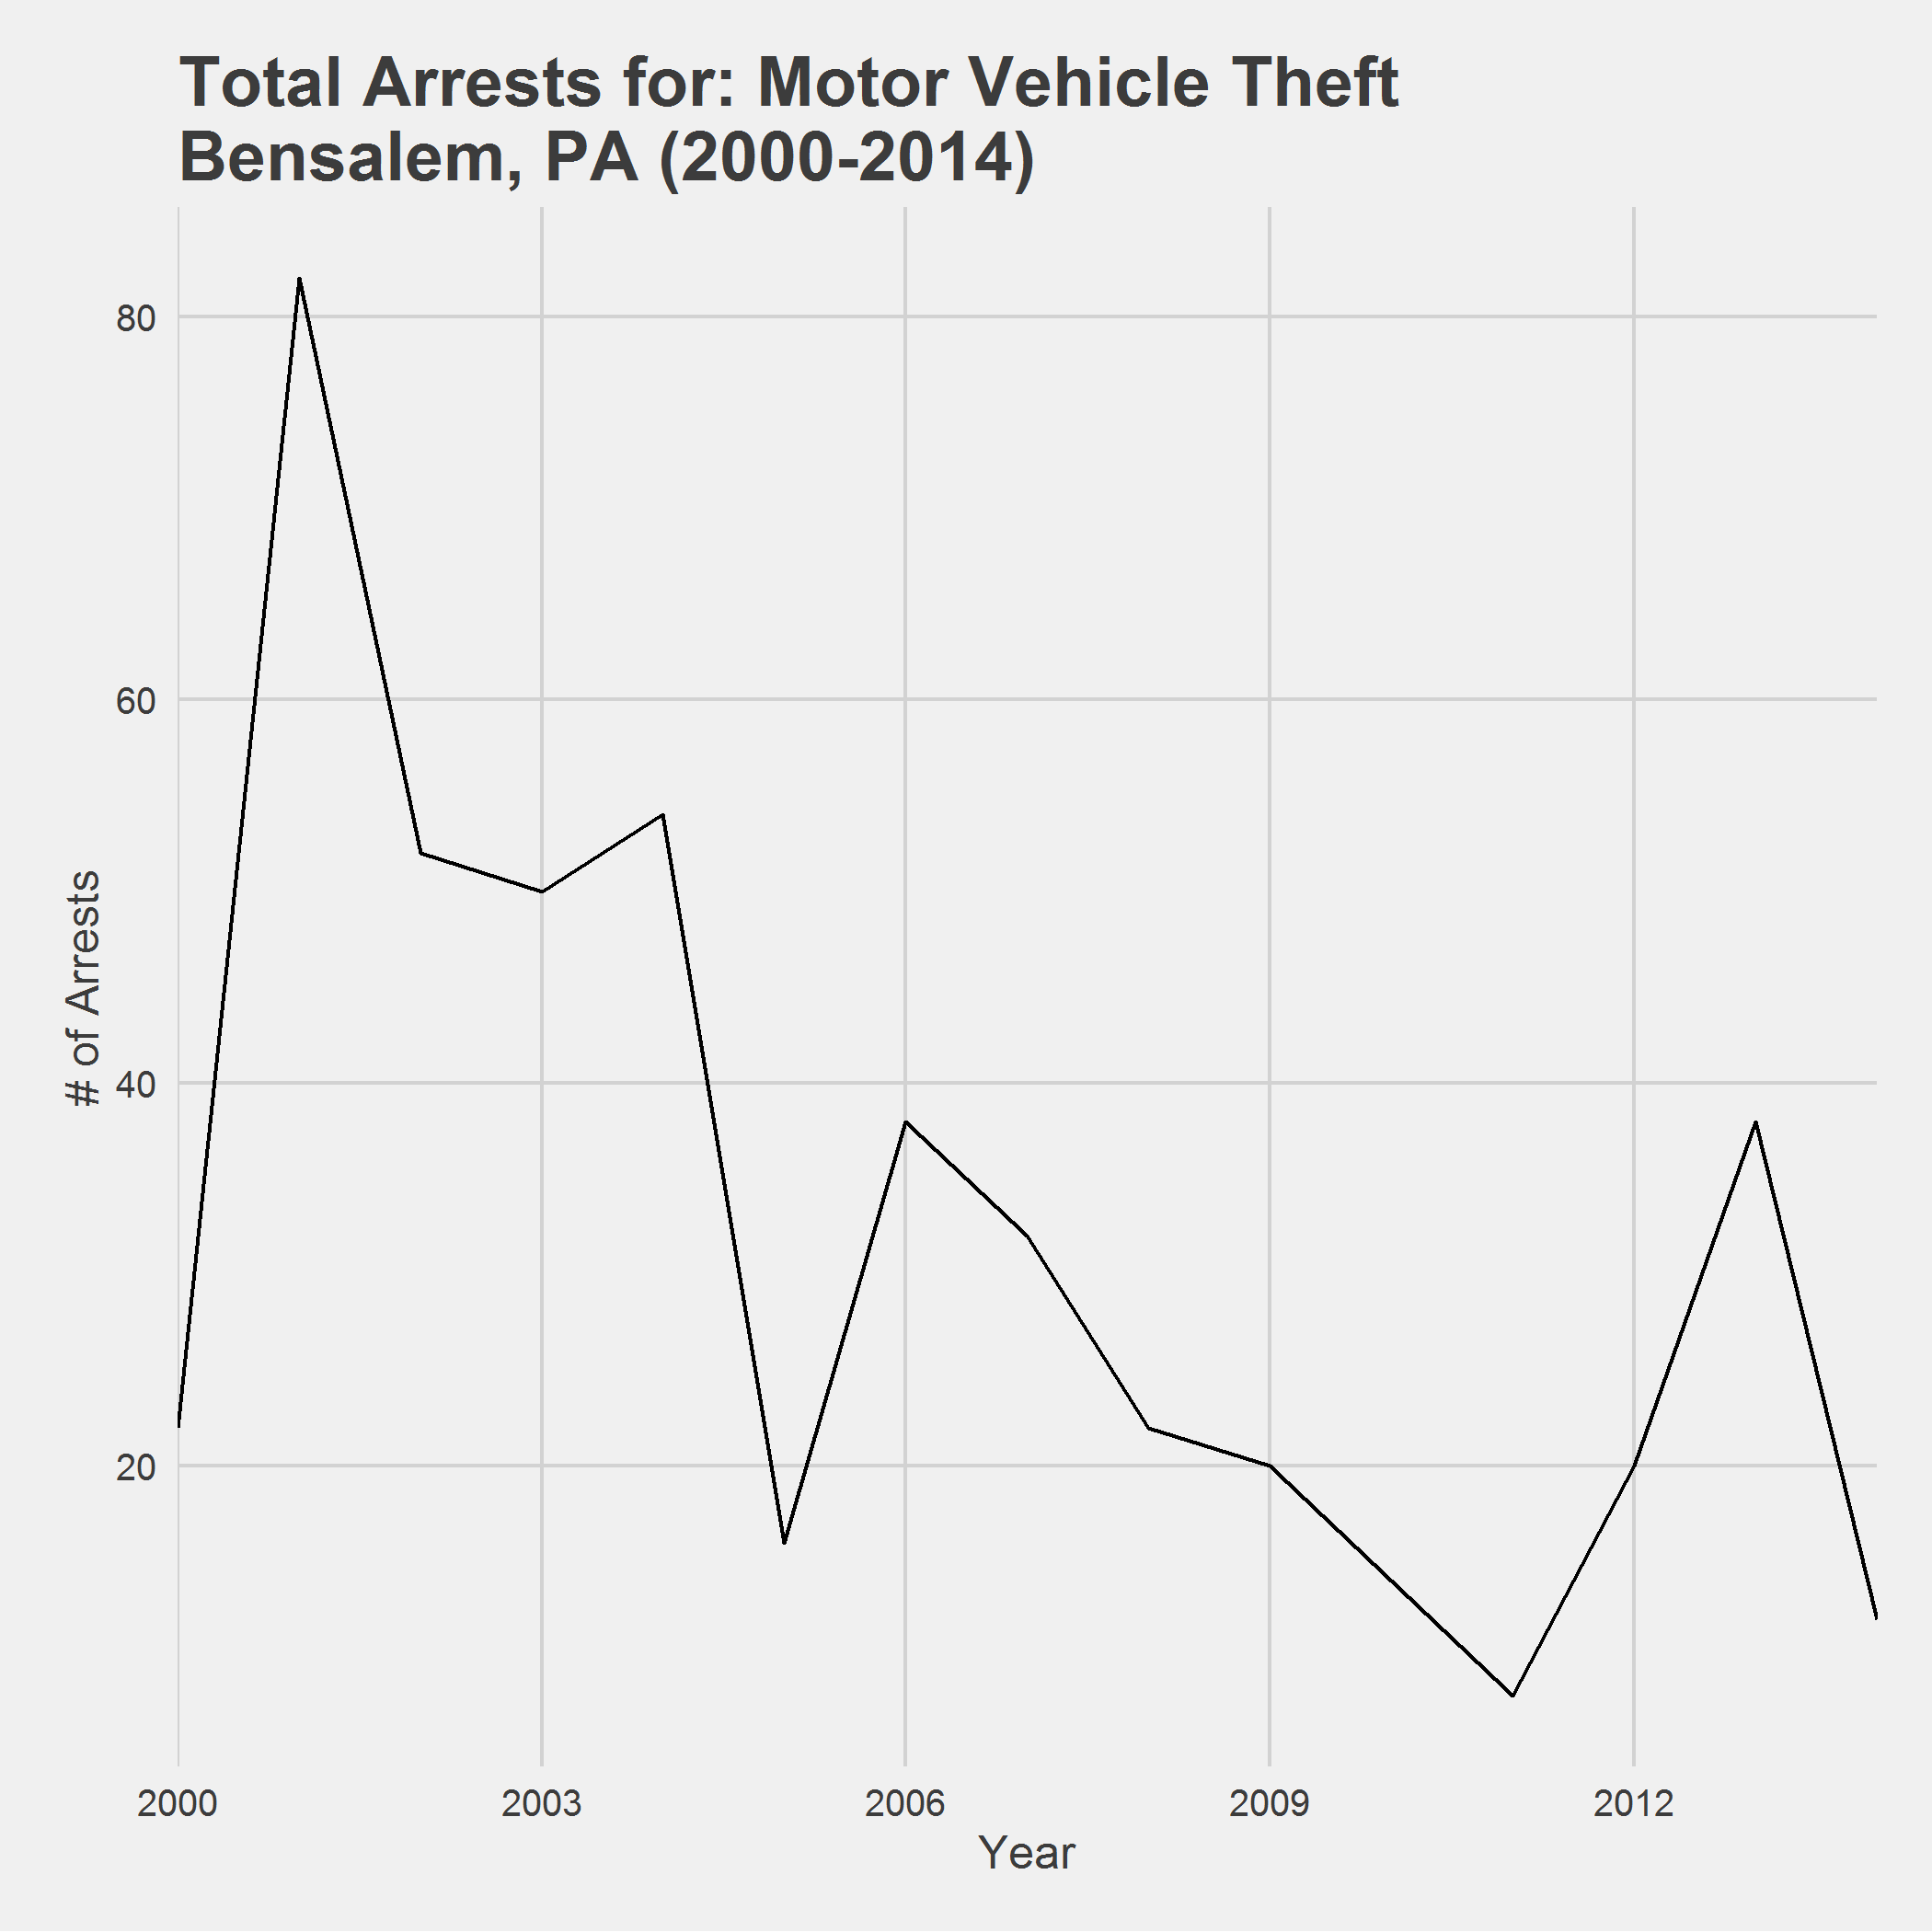 Total Arrests for: Motor Vehicle Theft
Bensalem, PA (2000-2014)
80
60
40
20
# of Arrests
2000 2003 2006 2009 2012
Year